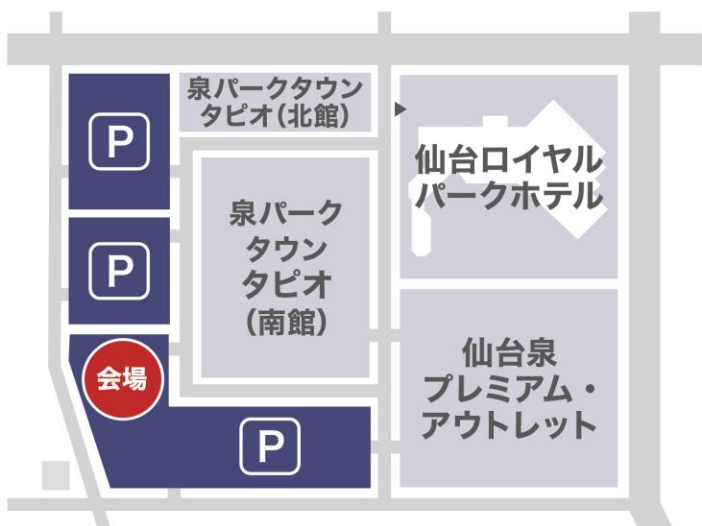 泉パークタウン
タピオ(北館)
P
仙台ロイヤル
パークホテル
泉パーク
タウン
タピオ
(南館)
P
会場
仙台泉
プレミアム・
アウトレット
P